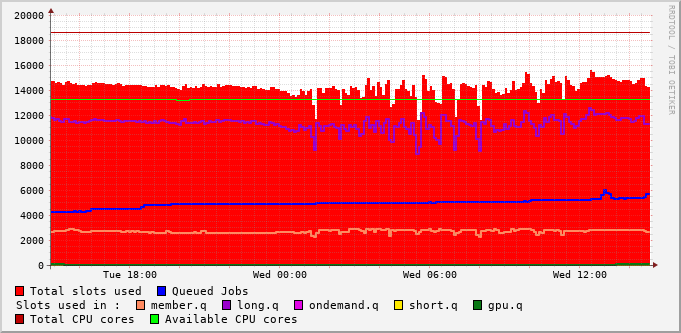 RRDTOOL / TOBI OETIKER
20000
18000
16000
14000
12000
10000
8000
6000
4000
2000
0
Tue 18:00 Wed 00:00 Wed 06:00 Wed 12:00
Total slots used Queued Jobs
Slots used in : member.q long.q ondemand.q short.q gpu.q
Total CPU cores Available CPU cores